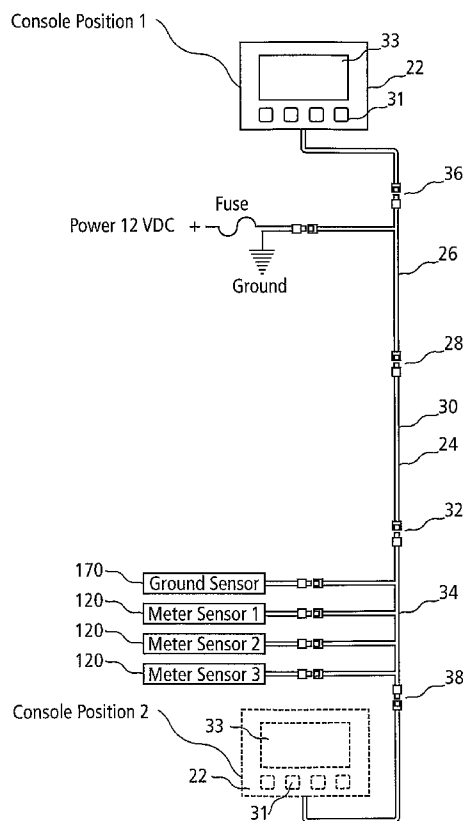 Console Position 1
33
22
31
36
Fuse
Power 12 VDC + –
Ground
26
28
30
24
32
170
Ground Sensor
120
Meter Sensor 1
34
120
Meter Sensor 2
120
Meter Sensor 3
38
Console Position 2
33
22
31